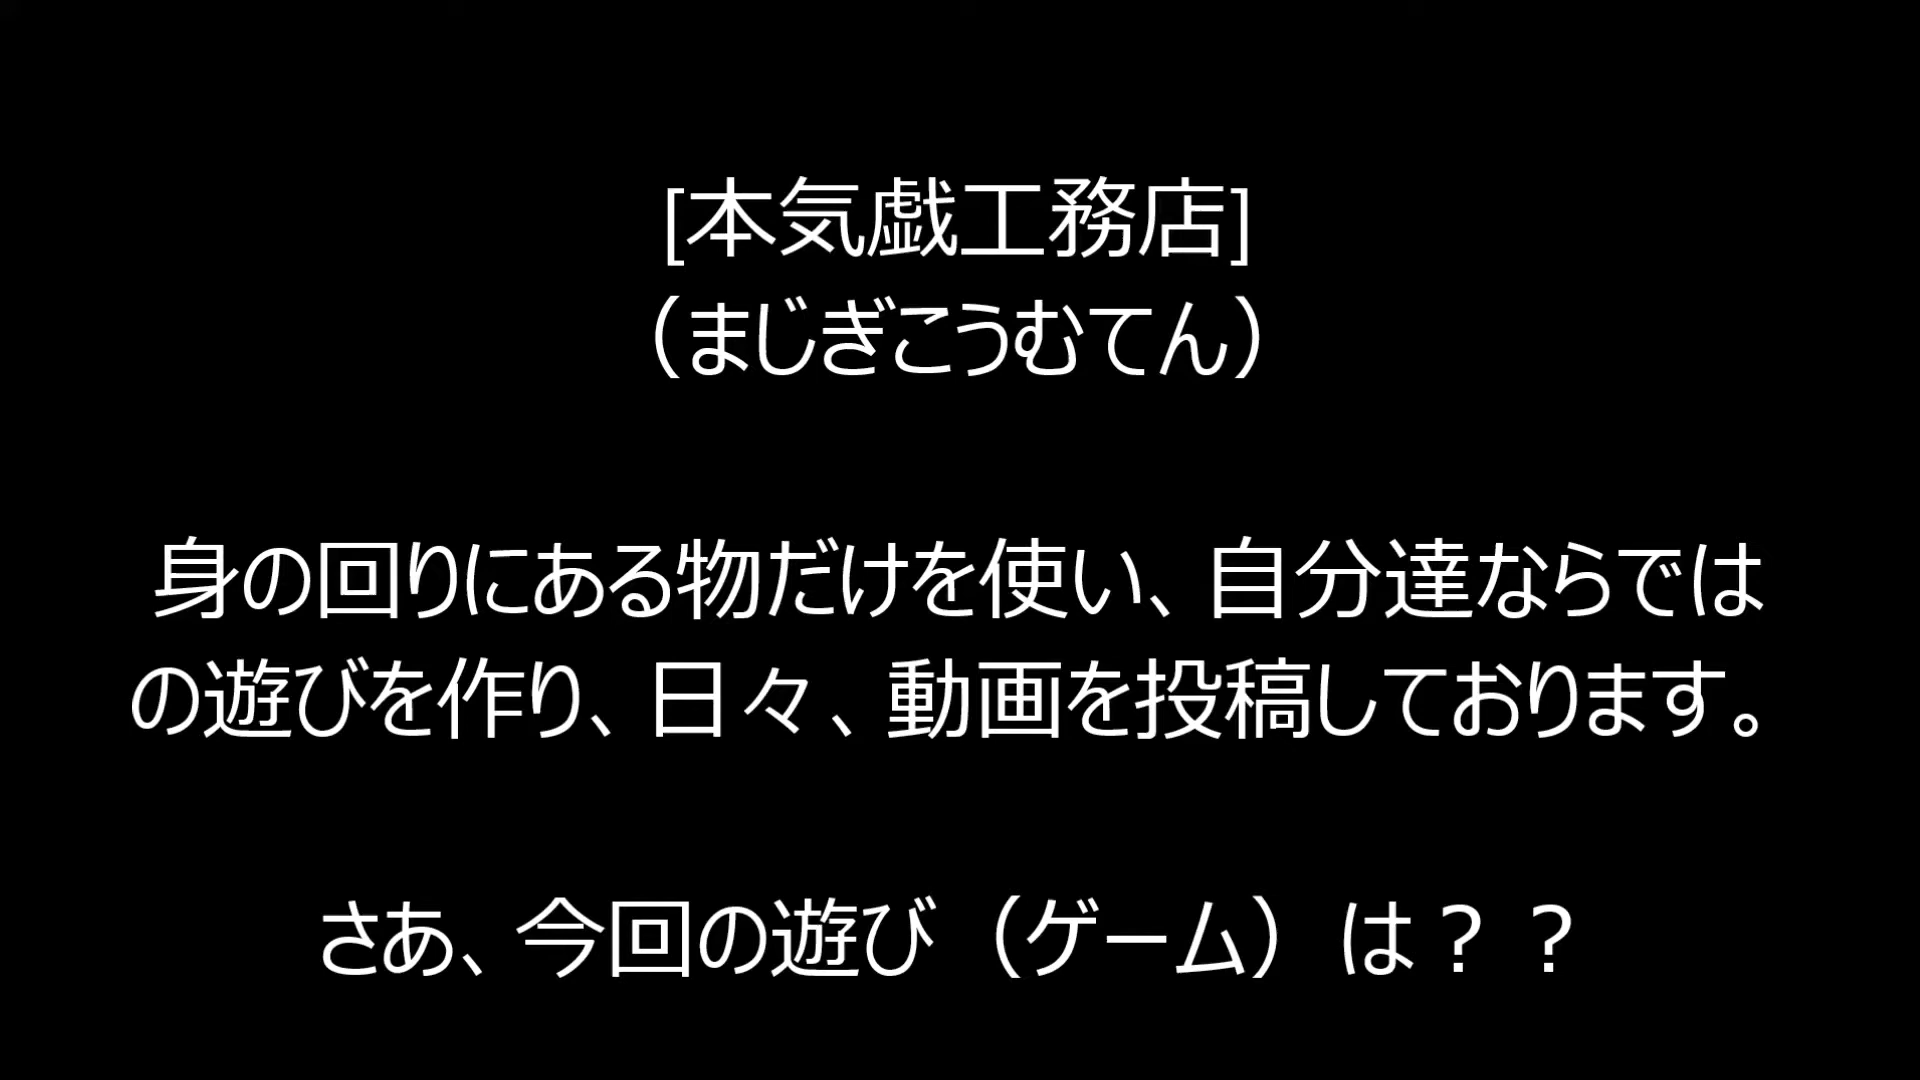 [本気戯工務店]
（まじぎこうむてん）
身の回りにある物だけを使い、自分達ならでは
の遊びを作り、日々、動画を投稿しております。
さあ、今回の遊び（ゲーム）は？？